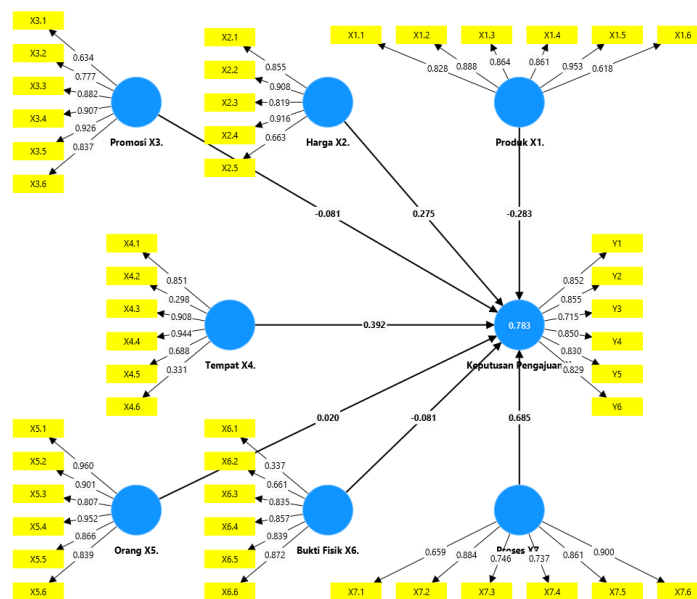 X3.1
X3.2
X3.3
X3.4
X3.5
X3.6
0.634
0.777
0.882
0.907
0.926
0.837
Promosi X3.
X2.1
X2.2
X2.3
X2.4
X2.5
0.855
0.908
0.819
0.916
0.663
Harga X2.
X1.1
X1.2
X1.3
X1.4
X1.5
X1.6
0.828
0.888
0.864
0.861
0.953
0.618
Produk X1.
-0.081
0.275
-0.283
X4.1
X4.2
X4.3
X4.4
X4.5
X4.6
0.851
0.298
0.908
0.944
0.688
0.331
Tempat X4.
0.392
0.783
Keputusan Pengajuan
Y1
Y2
Y3
Y4
Y5
Y6
0.852
0.855
0.715
0.850
0.830
0.829
0.020
-0.081
0.685
X5.1
X5.2
X5.3
X5.4
X5.5
X5.6
0.960
0.901
0.807
0.952
0.866
0.839
Orang X5.
X6.1
X6.2
X6.3
X6.4
X6.5
X6.6
0.337
0.661
0.835
0.857
0.839
0.872
Bukti Fisik X6.
Proses X7.
0.659
0.884
0.746
0.737
0.861
0.900
X7.1
X7.2
X7.3
X7.4
X7.5
X7.6